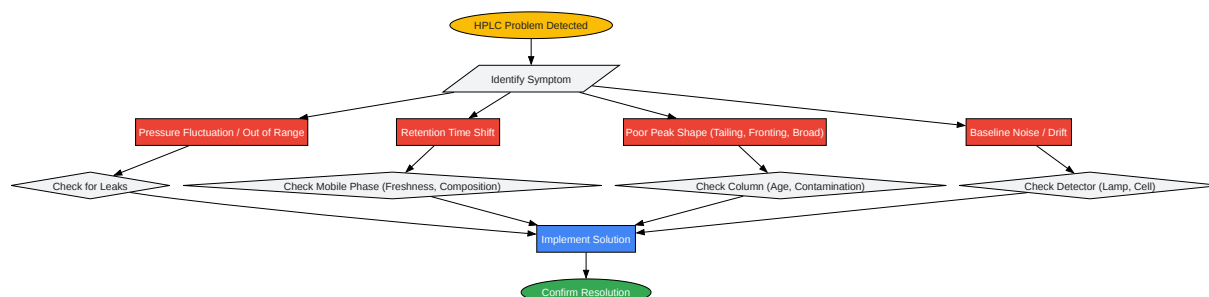 HPLC Problem Detected
Identify Symptom
Pressure Fluctuation / Out of Range
Retention Time Shift
Poor Peak Shape (Tailing, Fronting, Broad)
Baseline Noise / Drift
Check for Leaks
Check Mobile Phase (Freshness, Composition)
Check Column (Age, Contamination)
Check Detector (Lamp, Cell)
Implement Solution
Confirm Resolution